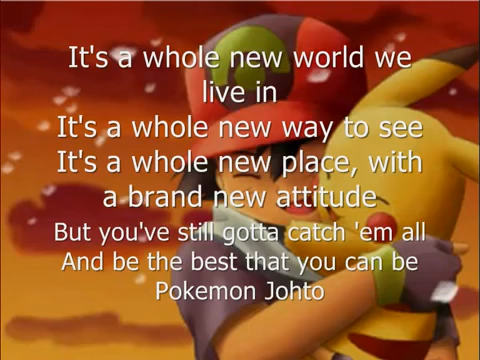 It's a whole new world we
live in
It's a whole new way to see
It's a whole new place, with
a brand new attitude
But you've still gotta catch 'em all
And be the best that you can be
Pokemon Johto